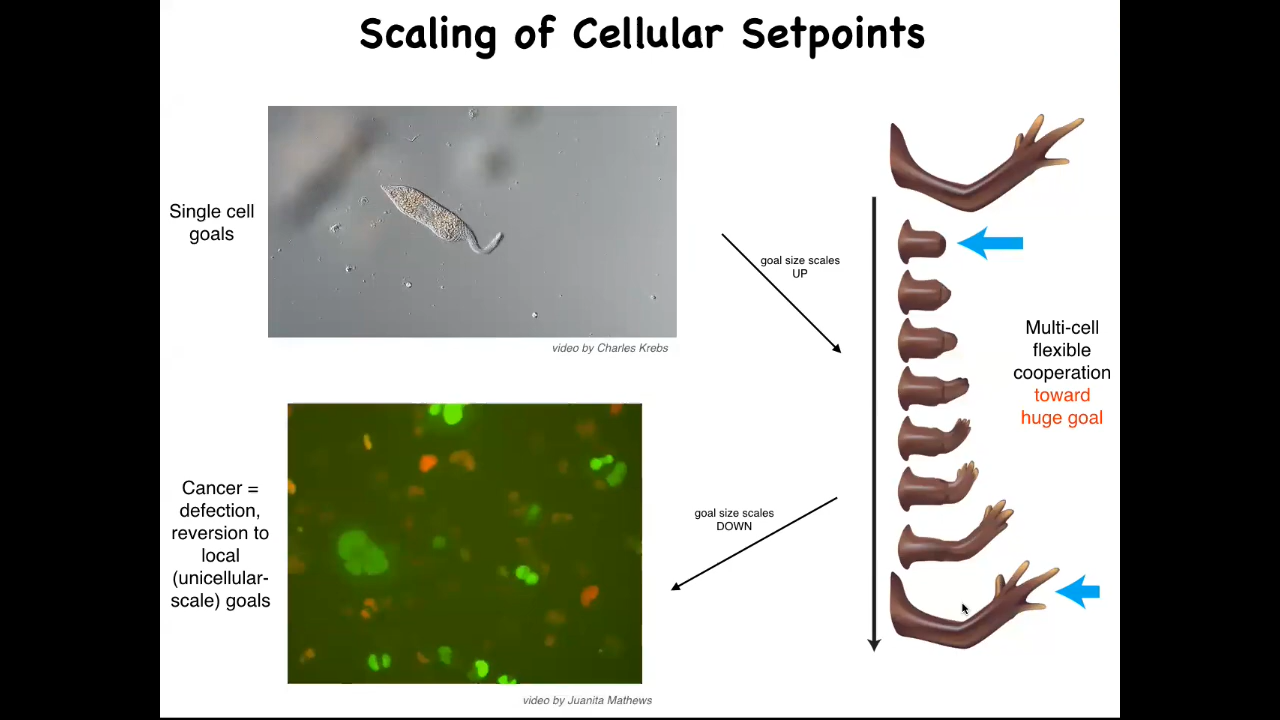 Scaling of Cellular Setpoints
Single cell
goals
video by Charles Krebs
goal size scales
UP
Multi-cell
flexible
cooperation
toward
huge goal
Cancer =
defection,
reversion to
local
(unicellular-
scale) goals
goal size scales
DOWN
video by Juanita Mathews